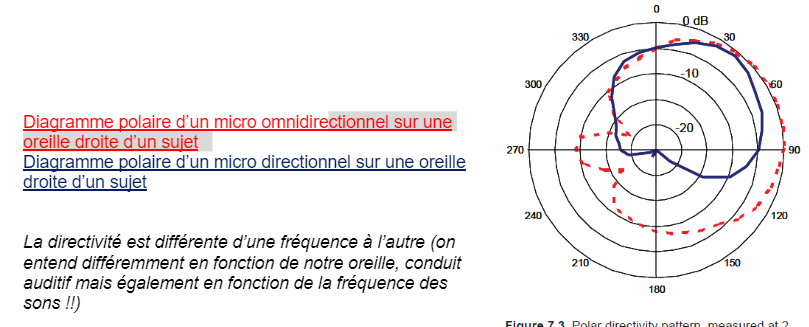 Diagramme polaire d’un micro omnidirectionnel sur une
oreille droite d’un sujet
Diagramme polaire d’un micro directionnel sur une oreille
droite d’un sujet
La directivité est différente d’une fréquence à l’autre (on
entend différemment en fonction de notre oreille, conduit
auditif mais également en fonction de la fréquence des
sons !!)
0
0 dB
330
30
-10
300
60
-20
270
90
240
120
210
150
180
Figure 7.3 Polar directivity pattern, measured at 2